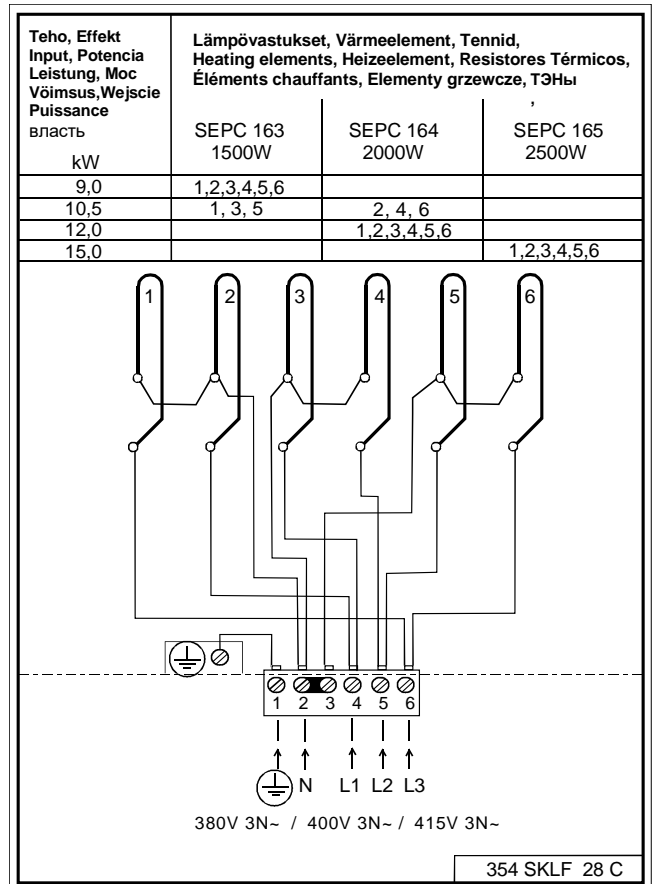 Teho, Effekt
Input, Potencia
Leistung, Moc
Vöimsus,Wejscie
Puissance
власть
kW
Lämpövastukset, Värmeelement, Tennid,
Heating elements, Heizeelement, Resistores Térmicos,
Éléments chauffants, Elementy grzewcze, ТЭНы
,
SEPC 163 SEPC 164 SEPC 165
1500W 2000W 2500W
9,0 1,2,3,4,5,6
10,5 1, 3, 5 2, 4, 6
12,0 1,2,3,4,5,6
15,0 1,2,3,4,5,6
1 2 3 4 5 6
1 2 3 4 5 6
N L1 L2 L3
380V 3N~ / 400V 3N~ / 415V 3N~
354 SKLF 28 C